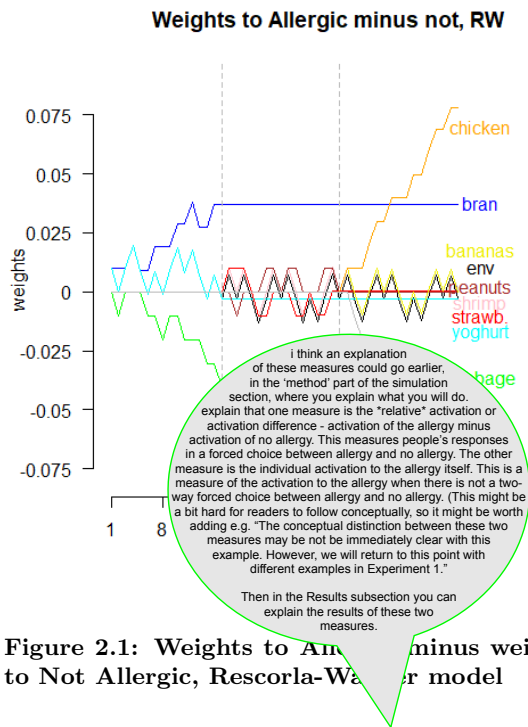 Weights to Allergic minus not, RW
0.075
0.05
0.025
0
-0.025
-0.05
-0.075
weights
1
8
chicken
bran
bananas
env
peanuts
shrimp
strawb.
yoghurt
bage
i think an explanation
of these measures could go earlier,
in the 'method' part of the simulation
section, where you explain what you will do.
explain that one measure is the *relative* activation or
activation difference - activation of the allergy minus
activation of no allergy. This measures people's responses
in a forced choice between allergy and no allergy. The other
measure is the individual activation to the allergy itself. This is a
measure of the activation to the allergy when there is not a two-
way forced choice between allergy and no allergy. (This might be
a bit hard for readers to follow conceptually, so it might be worth
adding e.g. "The conceptual distinction between these two
measures may be not be immediately clear with this
example. However, we will return to this point with
different examples in Experiment 1."
Then in the Results subsection you can
explain the results of these two
measures.
Figure 2.1: Weights to minus wei
to Not Allergic, Rescorla- model